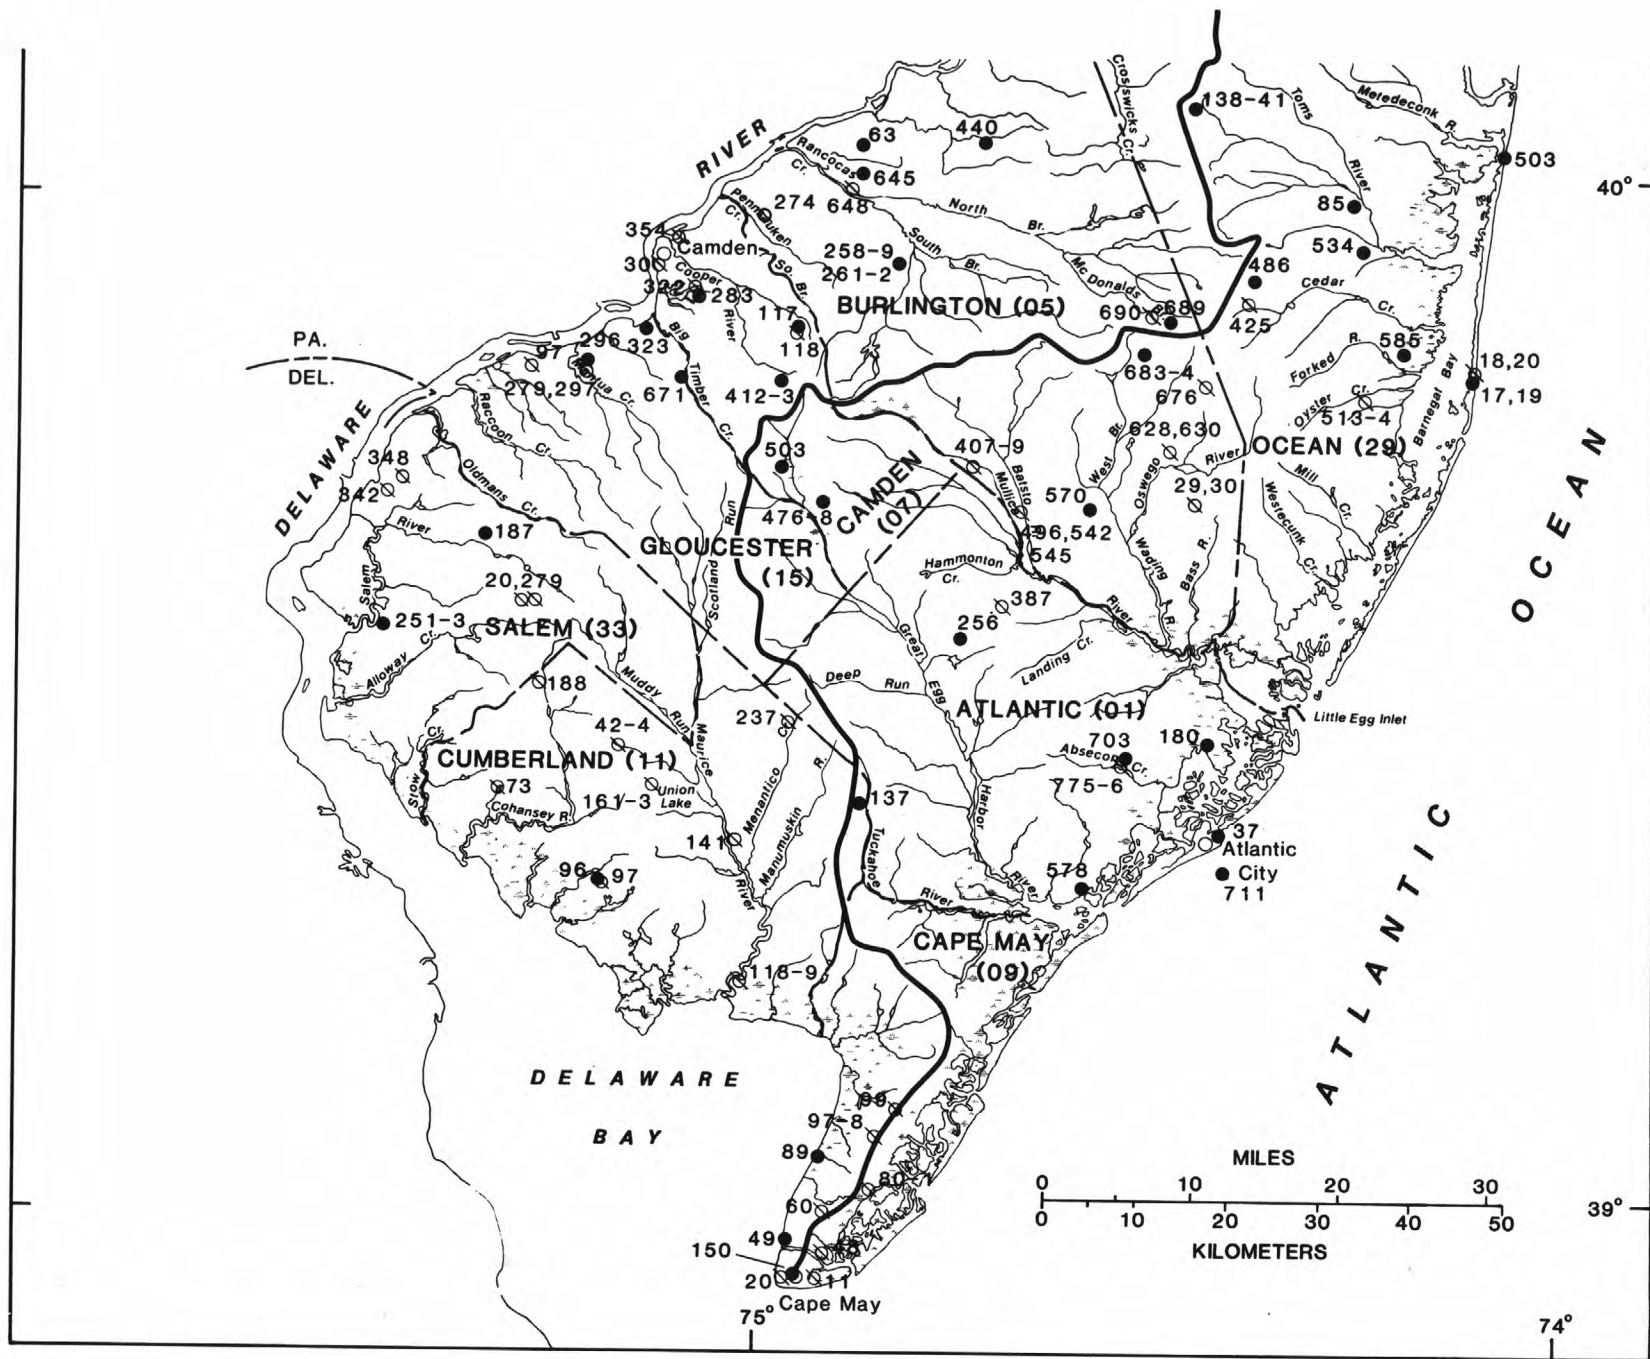 138-41
Toms
River
Metedeconk R.
Crosswicks Cr.
RIVER
63
440
503
Rancocas
Cr.
645
648
40°
274
Pennsauken
Cr.
So. Br.
North
Br.
85
354
Camden
30
258-9
261-2
South
Br.
534
486
Cooper
River
322
283
Mc Donalds
Br.
Cedar
Cr.
BURLINGTON (05)
690
689
425
117
118
PA.
DEL.
97
296
323
Big
Timber
Cr.
Forked
R.
585
18,20
17,19
279,297
Mantua
Cr.
671
412-3
683-4
676
Oyster
Cr.
513-4
Barnegat Bay
DELAWARE
Raccoon
Cr.
628,630
OCEAN (29)
348
342
Oldmans
Cr.
503
407-9
CAMDEN
(07)
Batsto
Mullica
West
Br.
Oswego
River
Mill
Cr.
570
29,30
Westecunk
Cr.
187
River
Salem
476-8
Run
Scotland
GLOUCESTER
(15)
496,542
545
Hammonton
Cr.
Wading
R.
Bass R.
20,279
387
River
251-3
SALEM (33)
256
Great
Egg
Harbor
River
Landing Cr.
Alloway
Cr.
188
Muddy
Run
Deep
Run
ATLANTIC (01)
Little Egg Inlet
237
42-4
Maurice
River
Stow
Cr.
CUMBERLAND (11)
703
180
Absecon
Cr.
775-6
73
161-3
Union
Lake
Cohansey R.
Menantico
Manumuskin
R.
137
Tuckahoe
River
141
37
Atlantic
City
711
96
97
578
CAPE MAY
(09)
118-9
ATLANTIC
OCEAN
DELAWARE
BAY
99
97-8
89
80-1
60
49
150
20
11
Cape May
MILES
0 10 20 30
0 10 20 30 40 50
KILOMETERS
39°
75°
74°